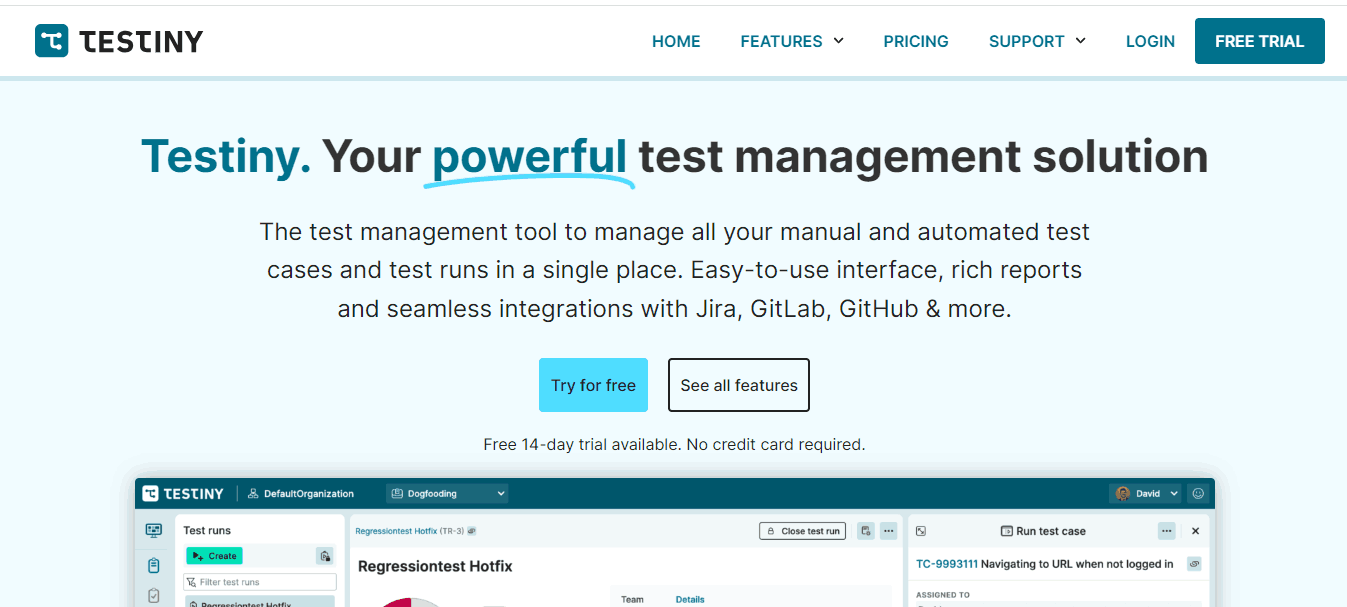 TESTINY
HOME FEATURES PRICING SUPPORT LOGIN FREE TRIAL
Testiny. Your powerful test management solution
The test management tool to manage all your manual and automated test
cases and test runs in a single place. Easy-to-use interface, rich reports
and seamless integrations with Jira, GitLab, GitHub & more.
Try for free See all features
Free 14-day trial available. No credit card required.
TESTINY DefaultOrganization Dogfooding David
Test runs
Create
Filter test runs
Regressiontest Hotfix
Regressiontest Hotfix (TR-3)
Close test run
Regressiontest Hotfix
Team Details
Run test case
TC-9993111 Navigating to URL when not logged in
ASSIGNED TO